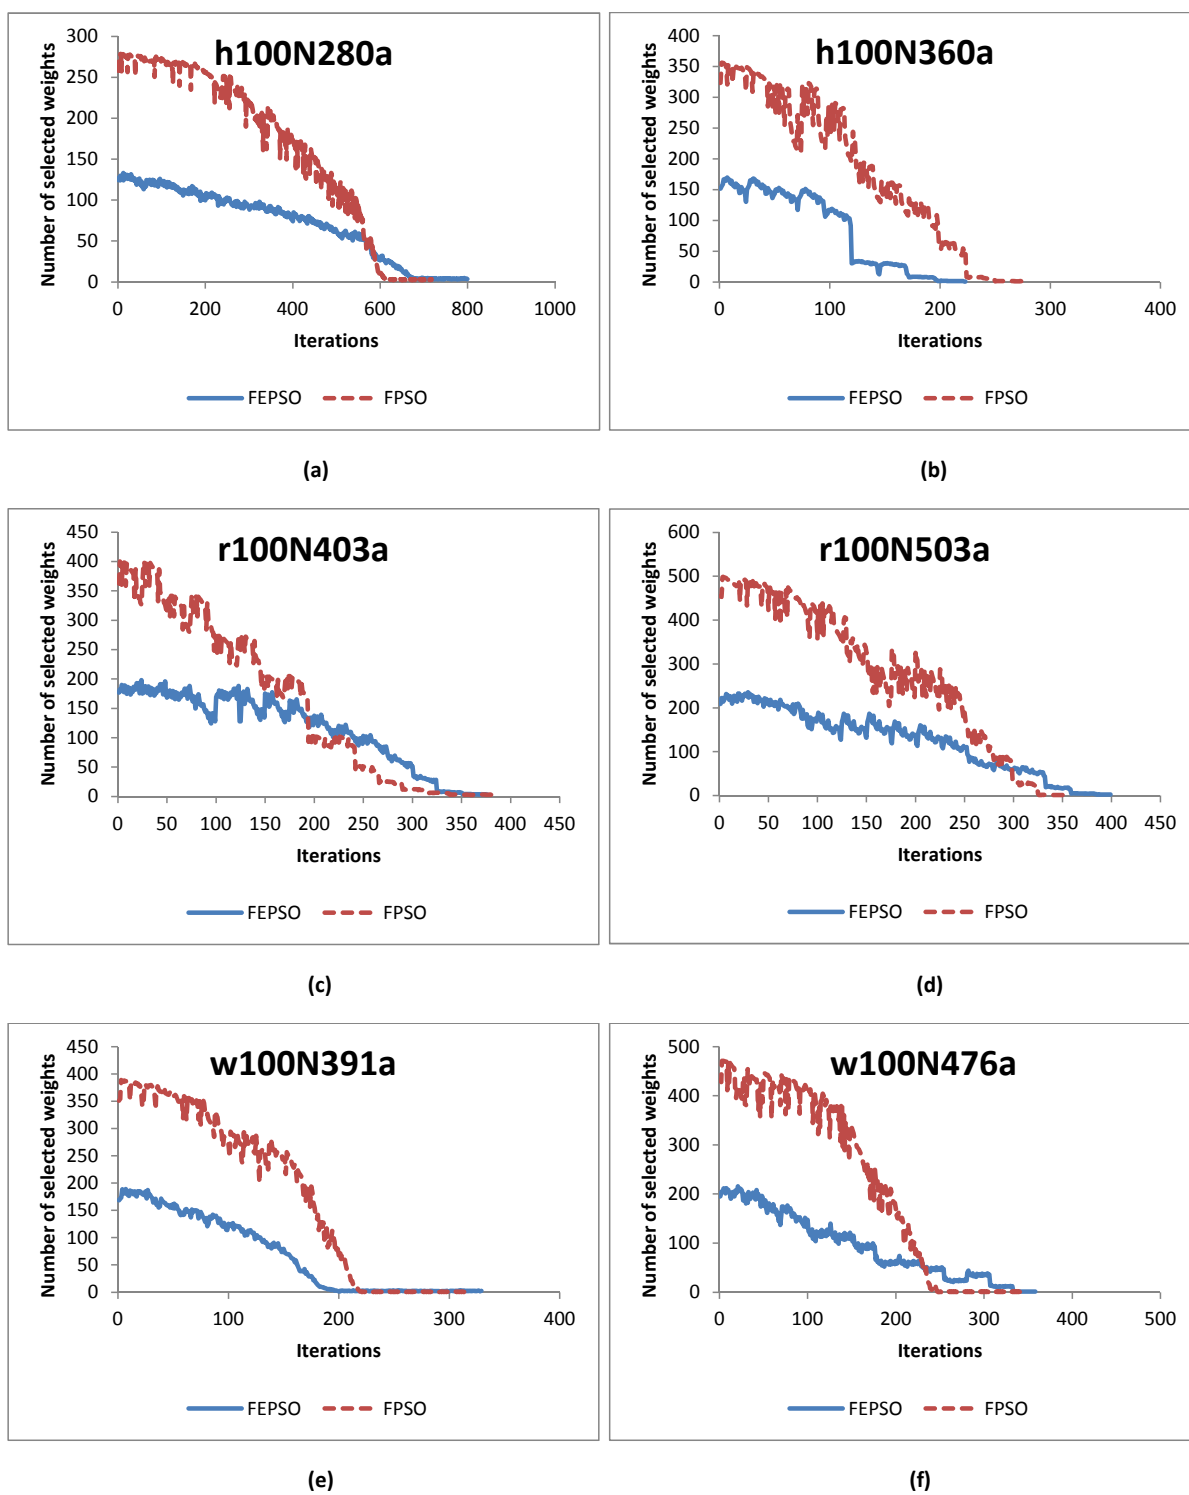 h100N280a
Number of selected weights
300
250
200
150
100
50
0
0 200 400 600 800 1000
Iterations
FEPSO FPSO
(a)
h100N360a
Number of selected weights
400
350
300
250
200
150
100
50
0
0 100 200 300 400
Iterations
FEPSO FPSO
(b)
r100N403a
Number of selected weights
450
400
350
300
250
200
150
100
50
0
0 50 100 150 200 250 300 350 400 450
Iterations
FEPSO FPSO
(c)
r100N503a
Number of selected weights
600
500
400
300
200
100
0
0 50 100 150 200 250 300 350 400 450
Iterations
FEPSO FPSO
(d)
w100N391a
Number of selected weights
450
400
350
300
250
200
150
100
50
0
0 100 200 300 400
Iterations
FEPSO FPSO
(e)
w100N476a
Number of selected weights
500
400
300
200
100
0
0 100 200 300 400 500
Iterations
FEPSO FPSO
(f)